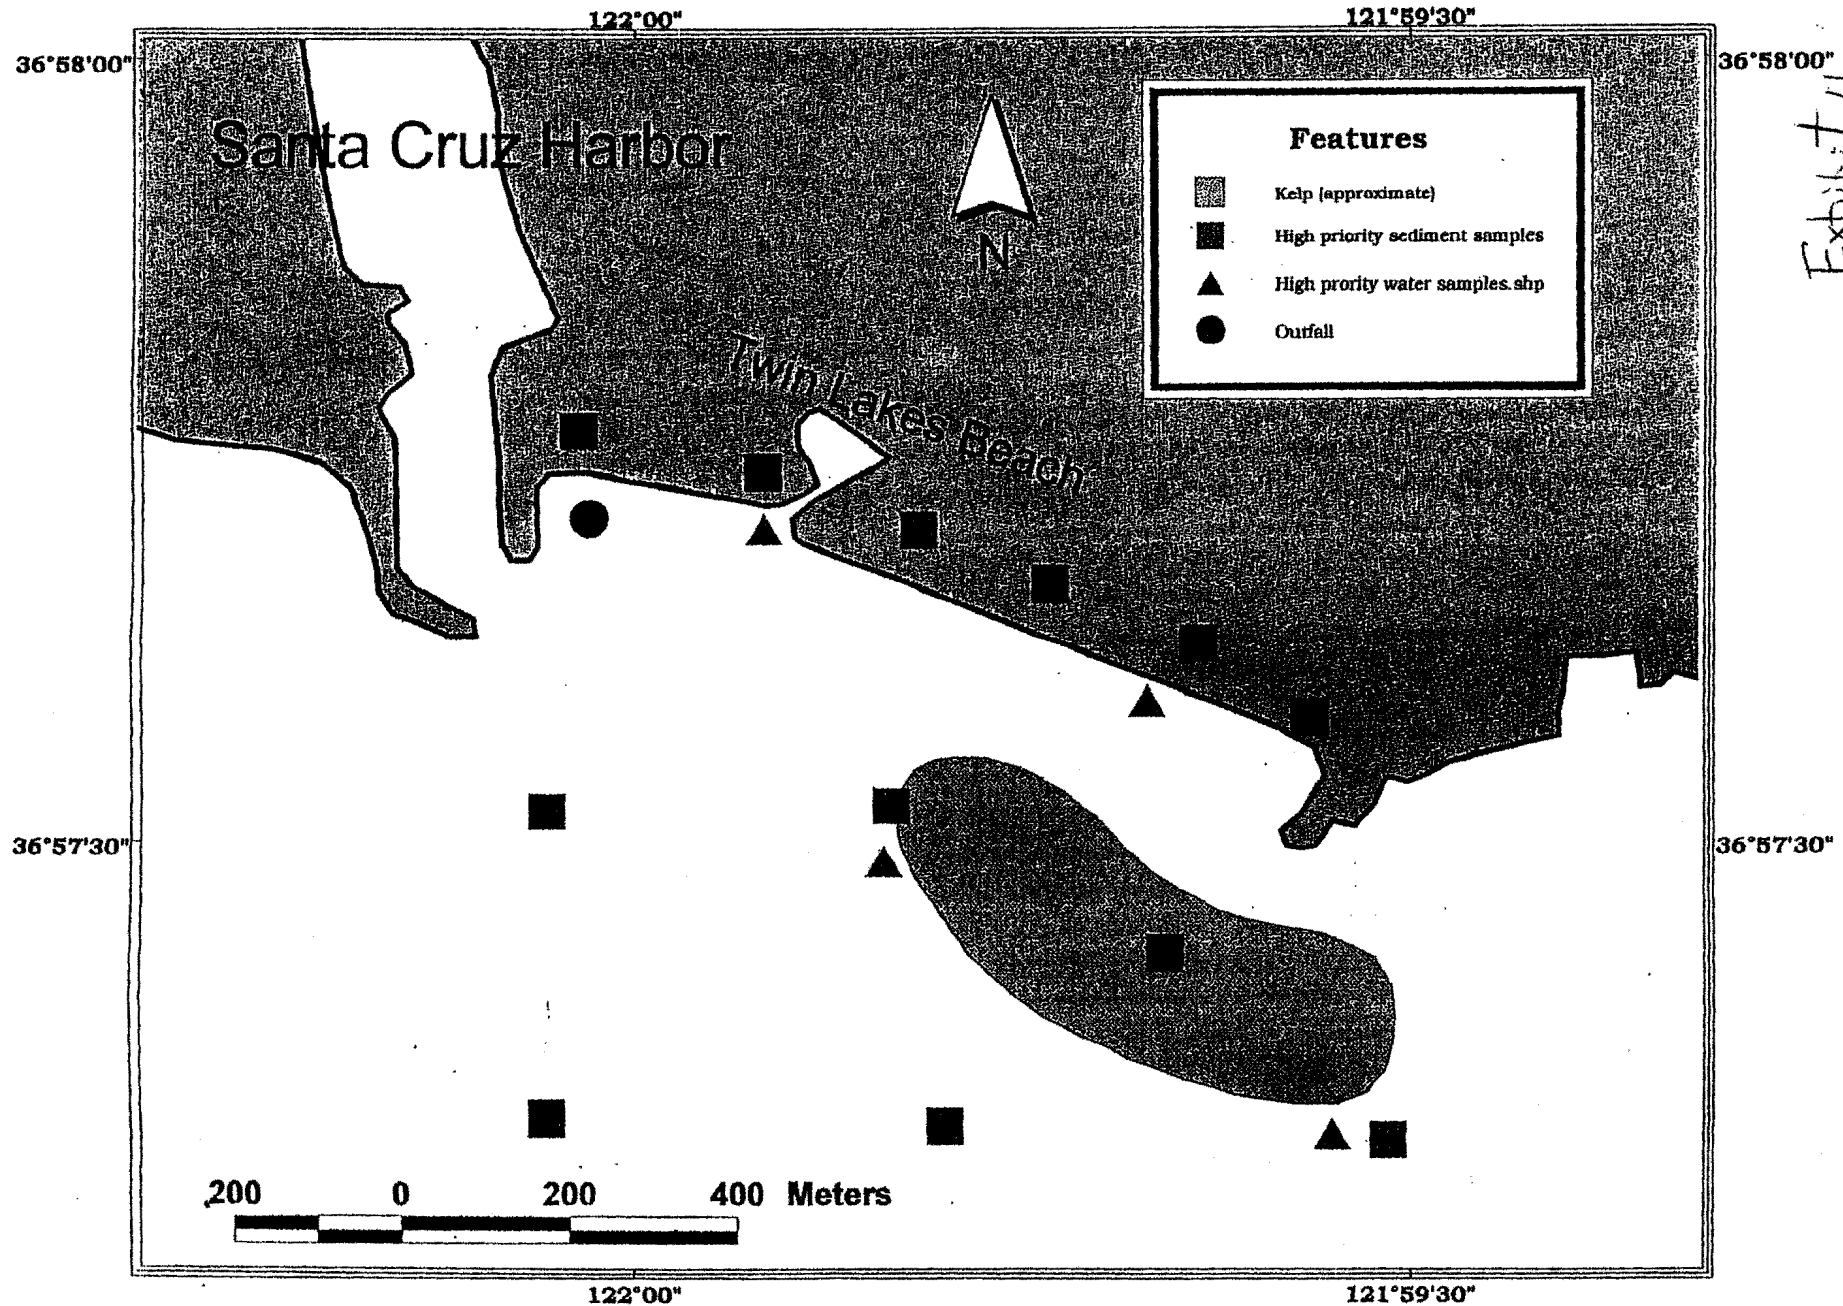 122°00"
121°59'30"
36°58'00"
36°58'00"
Exhibit
Santa Cruz Harbor
Features
Kelp (approximate)
High priority sediment samples
High prority water samples.shp
Outfall
N
Twin Lakes Beach
36°57'30"
36°57'30"
200 0 200 400 Meters
122°00"
121°59'30"